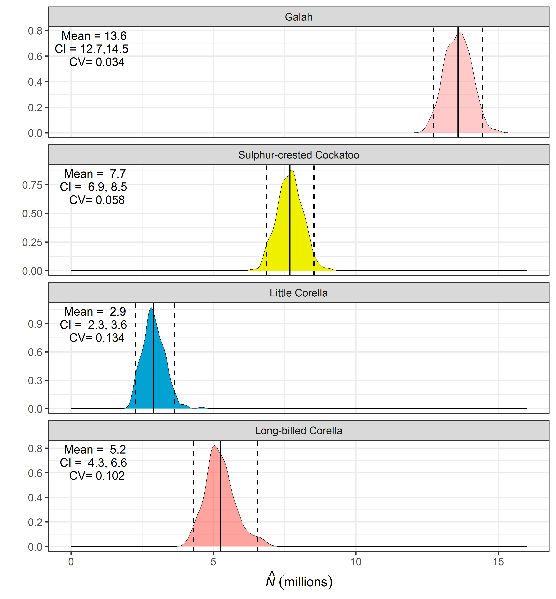 Galah
Mean = 13.6
CI = 12.7,14.5
CV= 0.034
0.8
0.6
0.4
0.2
0.0
Sulphur-crested Cockatoo
Mean = 7.7
CI = 6.9, 8.5
CV= 0.058
0.75
0.50
0.25
0.00
Little Corella
Mean = 2.9
CI = 2.3, 3.6
CV= 0.134
0.9
0.6
0.3
0.0
Long-billed Corella
Mean = 5.2
CI = 4.3, 6.6
CV= 0.102
0.8
0.6
0.4
0.2
0.0
0 5 10 15
N̂ (millions)